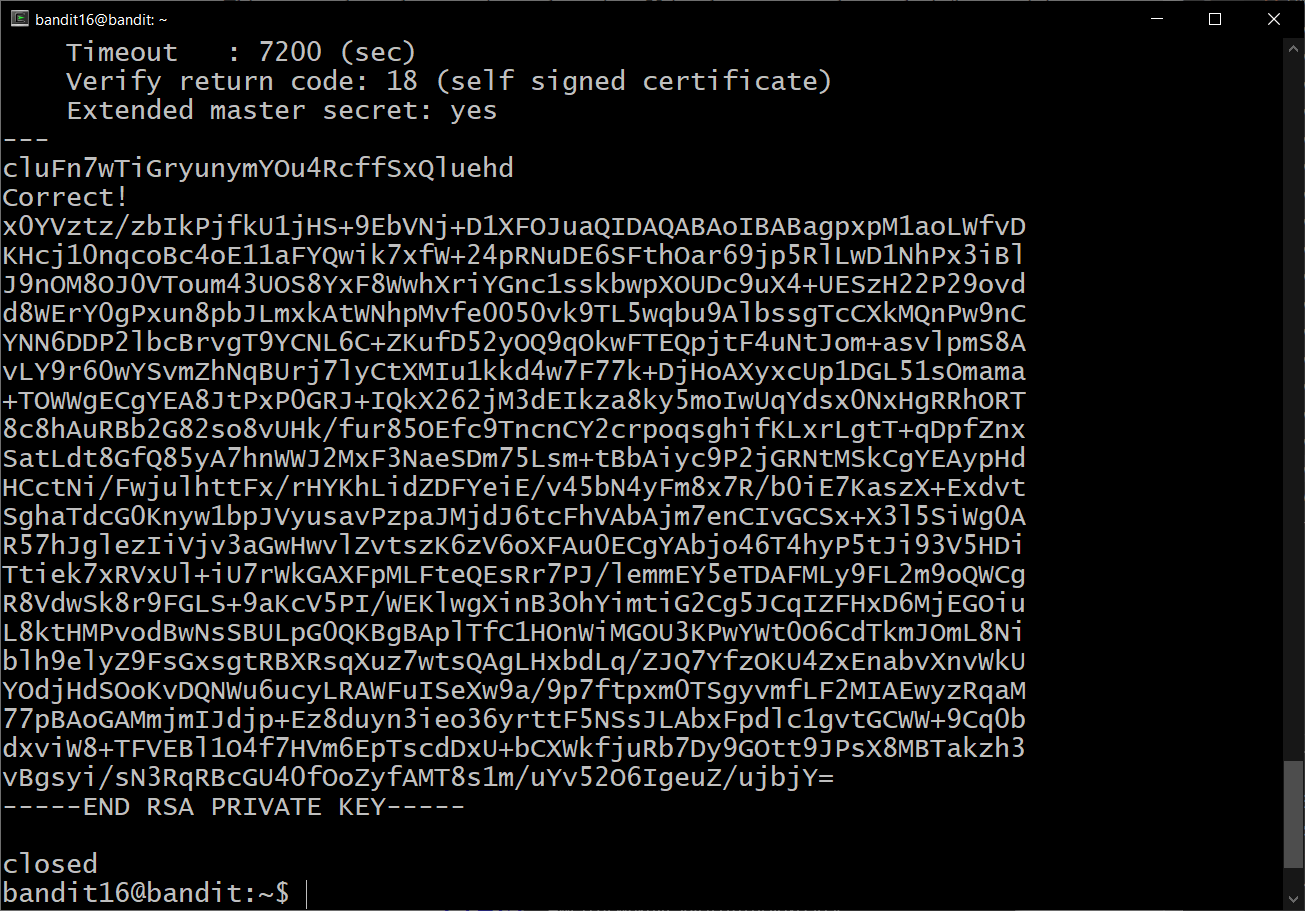 bandit16@bandit: ~
Timeout   : 7200 (sec)
Verify return code: 18 (self signed certificate)
Extended master secret: yes
---
cluFn7wTiGryunymYOu4RcffSxQluehd
Correct!
x0YVztz/zbIkPjfkU1jHS+9EbVNj+D1XFOJuaQIDAQABAoIBABagpxpM1aoLWfvD
KHcj10nqcoBc4oE11aFYQwik7xfW+24pRNuDE6SFthOar69jp5RlLwD1NhPx3iBl
J9nOM8OJ0VToum43UOS8YxF8WwhXriYGnc1sskbwpXOUDc9uX4+UESzH22P29ovd
d8WErY0gPxun8pbJLmxkAtWNhpMvfe0050vk9TL5wqbu9AlbssgTcCXkMQnPw9nC
YNN6DDP2lbcBrvgT9YCNL6C+ZKufD52yOQ9qOkwFTEQpjtF4uNtJom+asvlpmS8A
vLY9r60wYSvmZhNqBUrj7lyCtXMIu1kkd4w7F77k+DjHoAXyxcUp1DGL51sOmama
+TOWWgECgYEA8JtPxP0GRJ+IQkX262jM3dEIkza8ky5moIwUqYdsx0NxHgRRhORT
8c8hAuRBb2G82so8vUHk/fur85OEfc9TncnCY2crpoqsghifKLxrLgtT+qDpfZnx
SatLdt8GfQ85yA7hnWWJ2MxF3NaeSDm75Lsm+tBbAiyc9P2jGRNtMSkCgYEAypHd
HCctNi/FwjulhttFx/rHYKhLidZDFYeiE/v45bN4yFm8x7R/b0iE7KaszX+Exdvt
SghaTdcG0Knyw1bpJVyusavPzpaJMjdJ6tcFhVAbAjm7enCIvGCSx+X3l5SiWg0A
R57hJglezIiVjv3aGwHwvlZvtszK6zV6oXFAu0ECgYAbjo46T4hyP5tJi93V5HDi
Ttiek7xRVxUl+iU7rWkGAXFpMLFteQEsRr7PJ/lemmEY5eTDAFMLy9FL2m9oQWCg
R8VdwSk8r9FGLS+9aKcV5PI/WEKlwgXinB3OhYimtiG2Cg5JCqIZFHxD6MjEGOiu
L8ktHMPvodBwNsSBULpG0QKBgBAplTfC1HOnWiMGOU3KPwYWt0O6CdTkmJOmL8Ni
blh9elyZ9FsGxsgtRBXRsqXuz7wtsQAgLHxbdLq/ZJQ7YfzOKU4ZxEnabvXnvWkU
YOdjHdSOoKvDQNWu6ucyLRAWFuISeXw9a/9p7ftpxm0TSgyvmfLF2MIAEwyzRqaM
77pBAoGAMmjmIJdjp+Ez8duyn3ieo36yrttF5NSsJLAbxFpdlc1gvtGCWW+9Cq0b
dxviW8+TFVEBl1O4f7HVm6EpTscdDxU+bCXWkfjuRb7Dy9GOtt9JPsX8MBTakzh3
vBgsyi/sN3RqRBcGU40fOoZyfAMT8s1m/uYv52O6IgeuZ/ujbjY=
-----END RSA PRIVATE KEY-----
closed
bandit16@bandit:~$